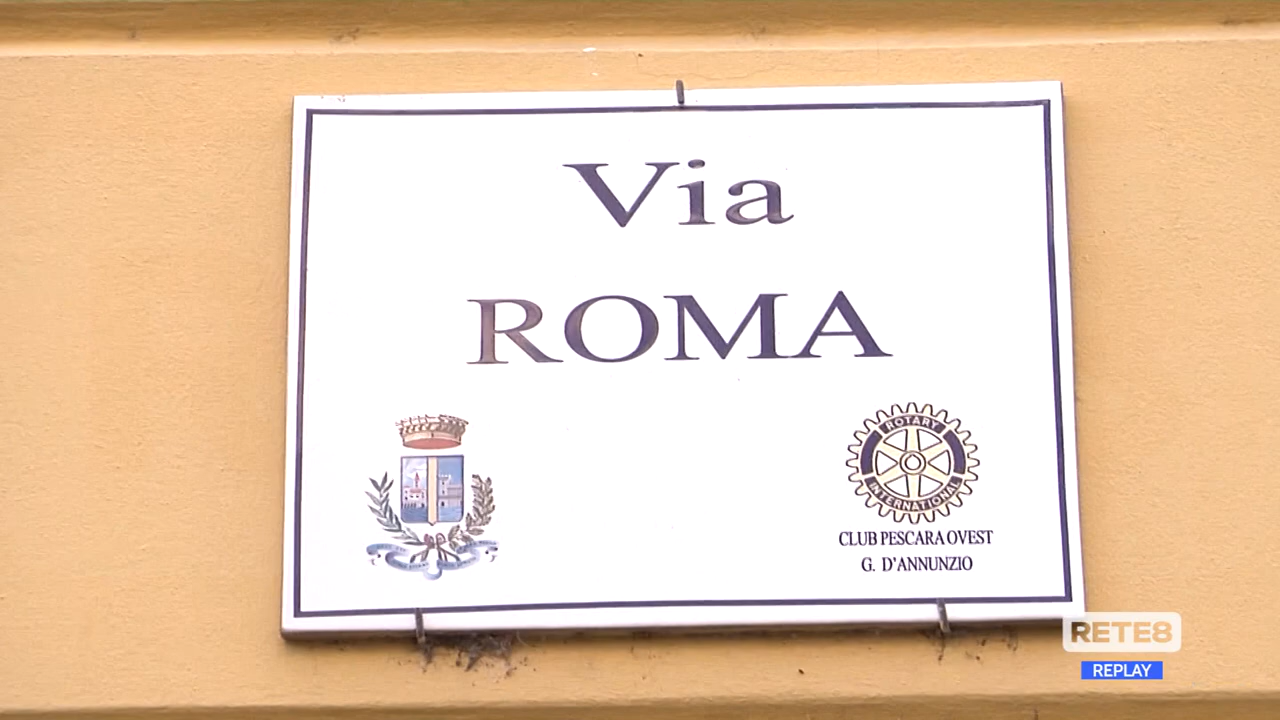 Via
ROMA
ROTARY
INTERNATIONAL
CLUB PESCARA OVEST
G. D'ANNUNZIO
RETE8
REPLAY